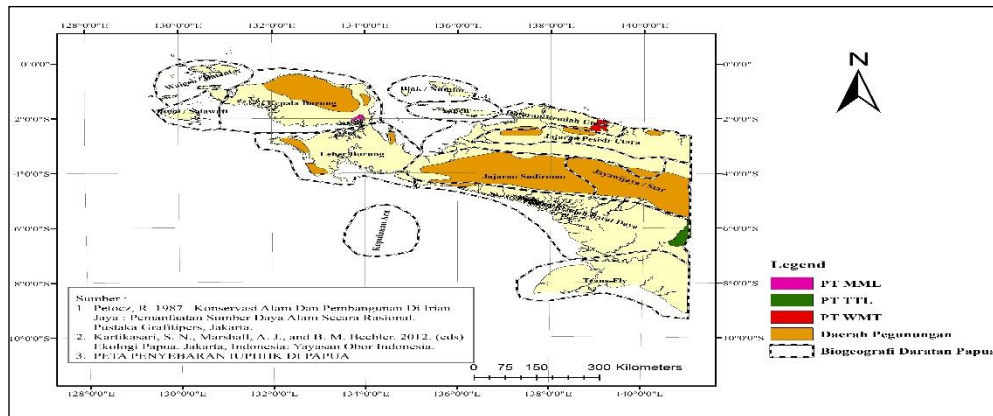 128°0'0"E 130°0'0"E 132°0'0"E 134°0'0"E 136°0'0"E 138°0'0"E 140°0'0"E
N
0°0'0"S 0°0'0"S
Biak / Numfor
Kepala Burung
2°0'0"S 2°0'0"S
Jajaran Pesisir Utara
Leher Burung
4°0'0"S 4°0'0"S
Jajaran Sudirman
Jayawijaya / Star
Kepulauan Aru
6°0'0"S 6°0'0"S
Trans-Fly
8°0'0"S 8°0'0"S
10°0'0"S 10°0'0"S
Legend
PT MML
PT TTL
PT WMT
Daerah Pegunungan
Biogeografi Daratan Papua
Sumber :
1. Petocz, R. 1987. Konservasi Alam Dan Pembangunan Di Irian
Jaya : Pemanfaatan Sumber Daya Alam Secara Rasional.
Pustaka Grafitipers, Jakarta.
2. Kartikasari, S. N., Marshall, A. J., and B. M. Beehler. 2012. (eds)
Ekologi Papua. Jakarta, Indonesia: Yayasan Obor Indonesia.
3. PETA PENYEBARAN IUPHHK DI PAPUA
0 75 150 300 Kilometers
128°0'0"E 130°0'0"E 132°0'0"E 134°0'0"E 136°0'0"E 138°0'0"E 140°0'0"E